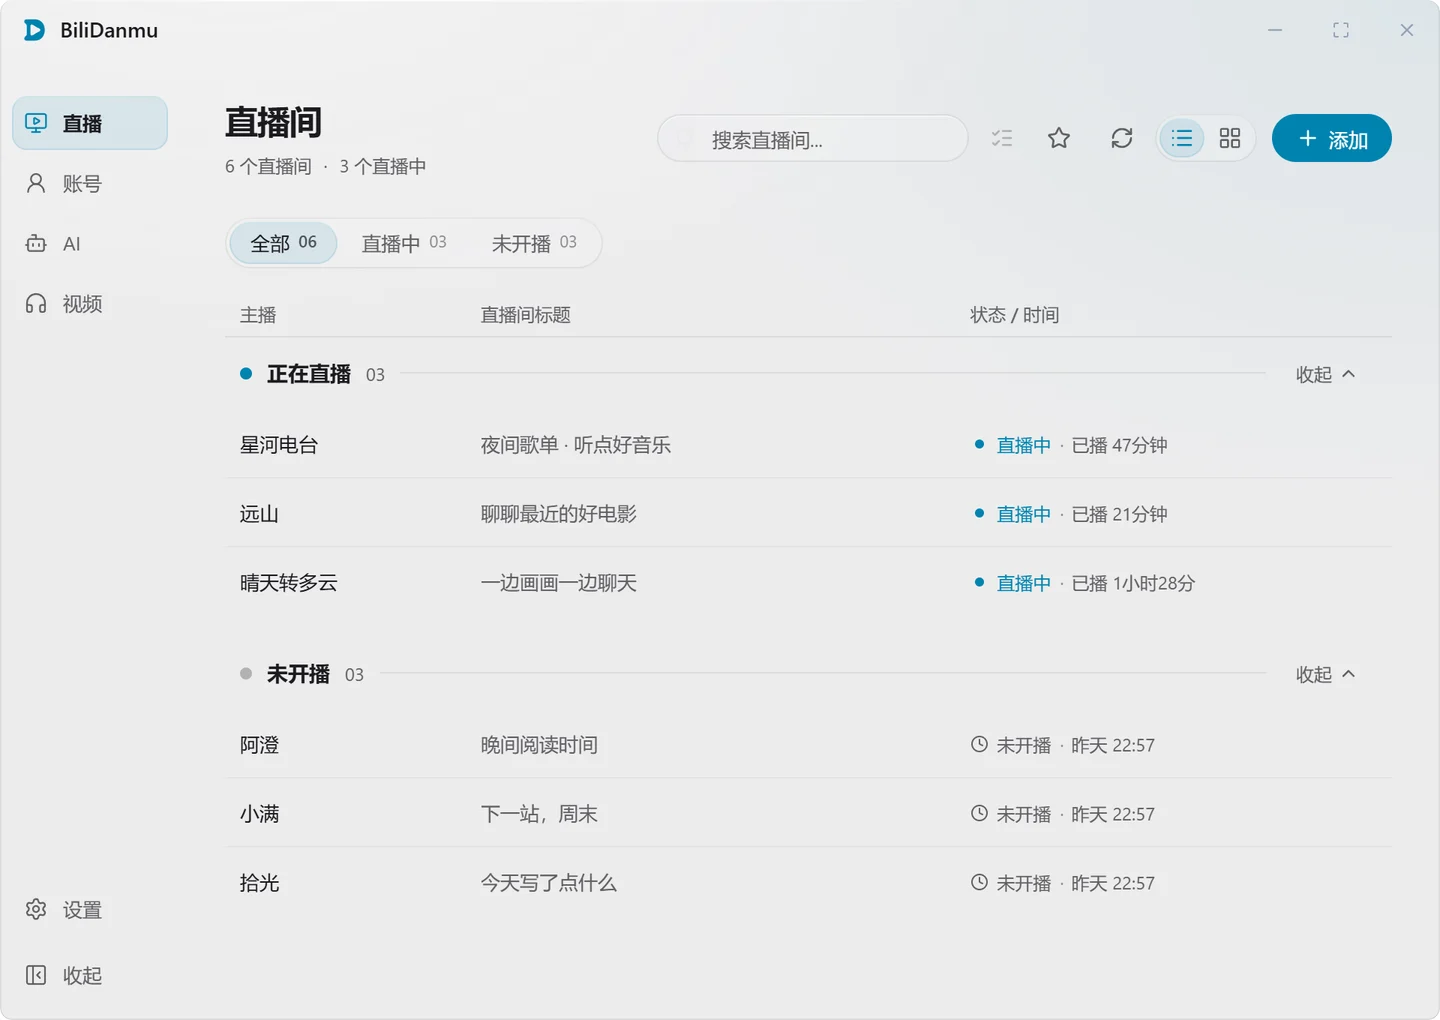 BiliDanmu
直播
账号
AI
视频
设置
收起
直播间
6 个直播间 · 3 个直播中
搜索直播间...
添加
全部 06 直播中 03 未开播 03
主播 直播间标题 状态 / 时间
正在直播 03 收起
星河电台 夜间歌单 · 听点好音乐 直播中 · 已播 47分钟
远山 聊聊最近的好电影 直播中 · 已播 21分钟
晴天转多云 一边画画一边聊天 直播中 · 已播 1小时28分
未开播 03 收起
阿澄 晚间阅读时间 未开播 · 昨天 22:57
小满 下一站，周末 未开播 · 昨天 22:57
拾光 今天写了点什么 未开播 · 昨天 22:57